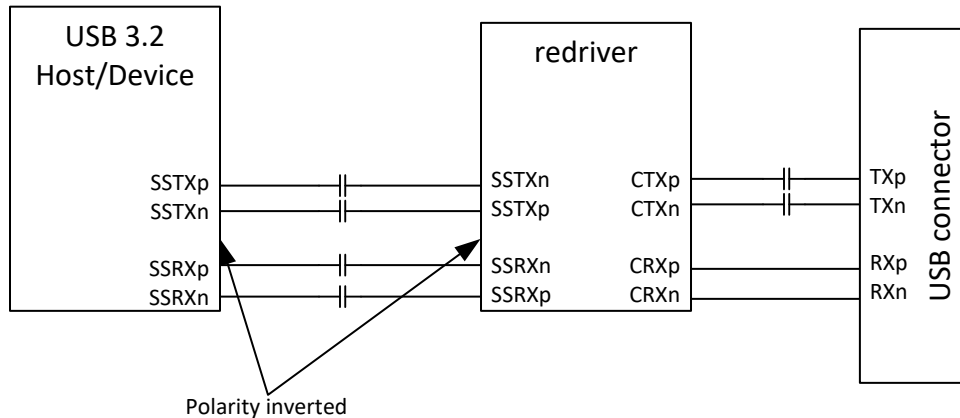 USB 3.2
Host/Device
SSTXp
SSTXn
SSRXp
SSRXn
redriver
SSTXn
SSTXp
SSRXn
SSRXp
CTXp
CTXn
CRXp
CRXn
TXp
TXn
RXp
RXn
USB connector
Polarity inverted